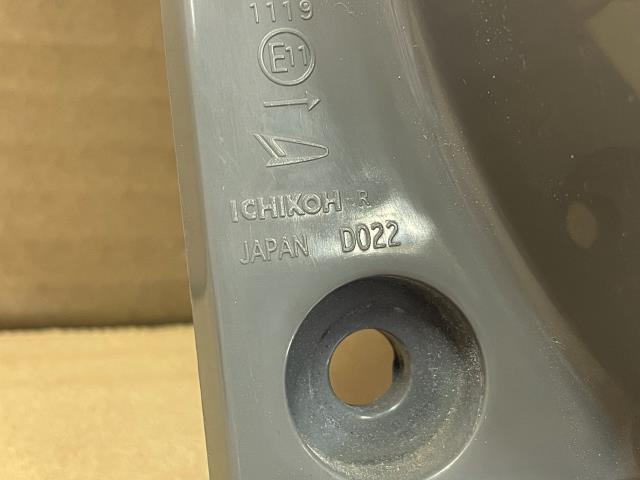 1119
E11
ICHIKOH-R
JAPAN D022